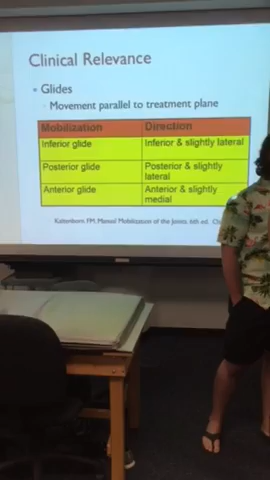 Clinical Relevance
Glides
Movement parallel to treatment plane
Mobilization Direction
Inferior glide Inferior & slightly lateral
Posterior glide Posterior & slightly
lateral
Anterior glide Anterior & slightly
medial
Kaltenborn FM, Manual Mobilization of the Joints. 6th ed.